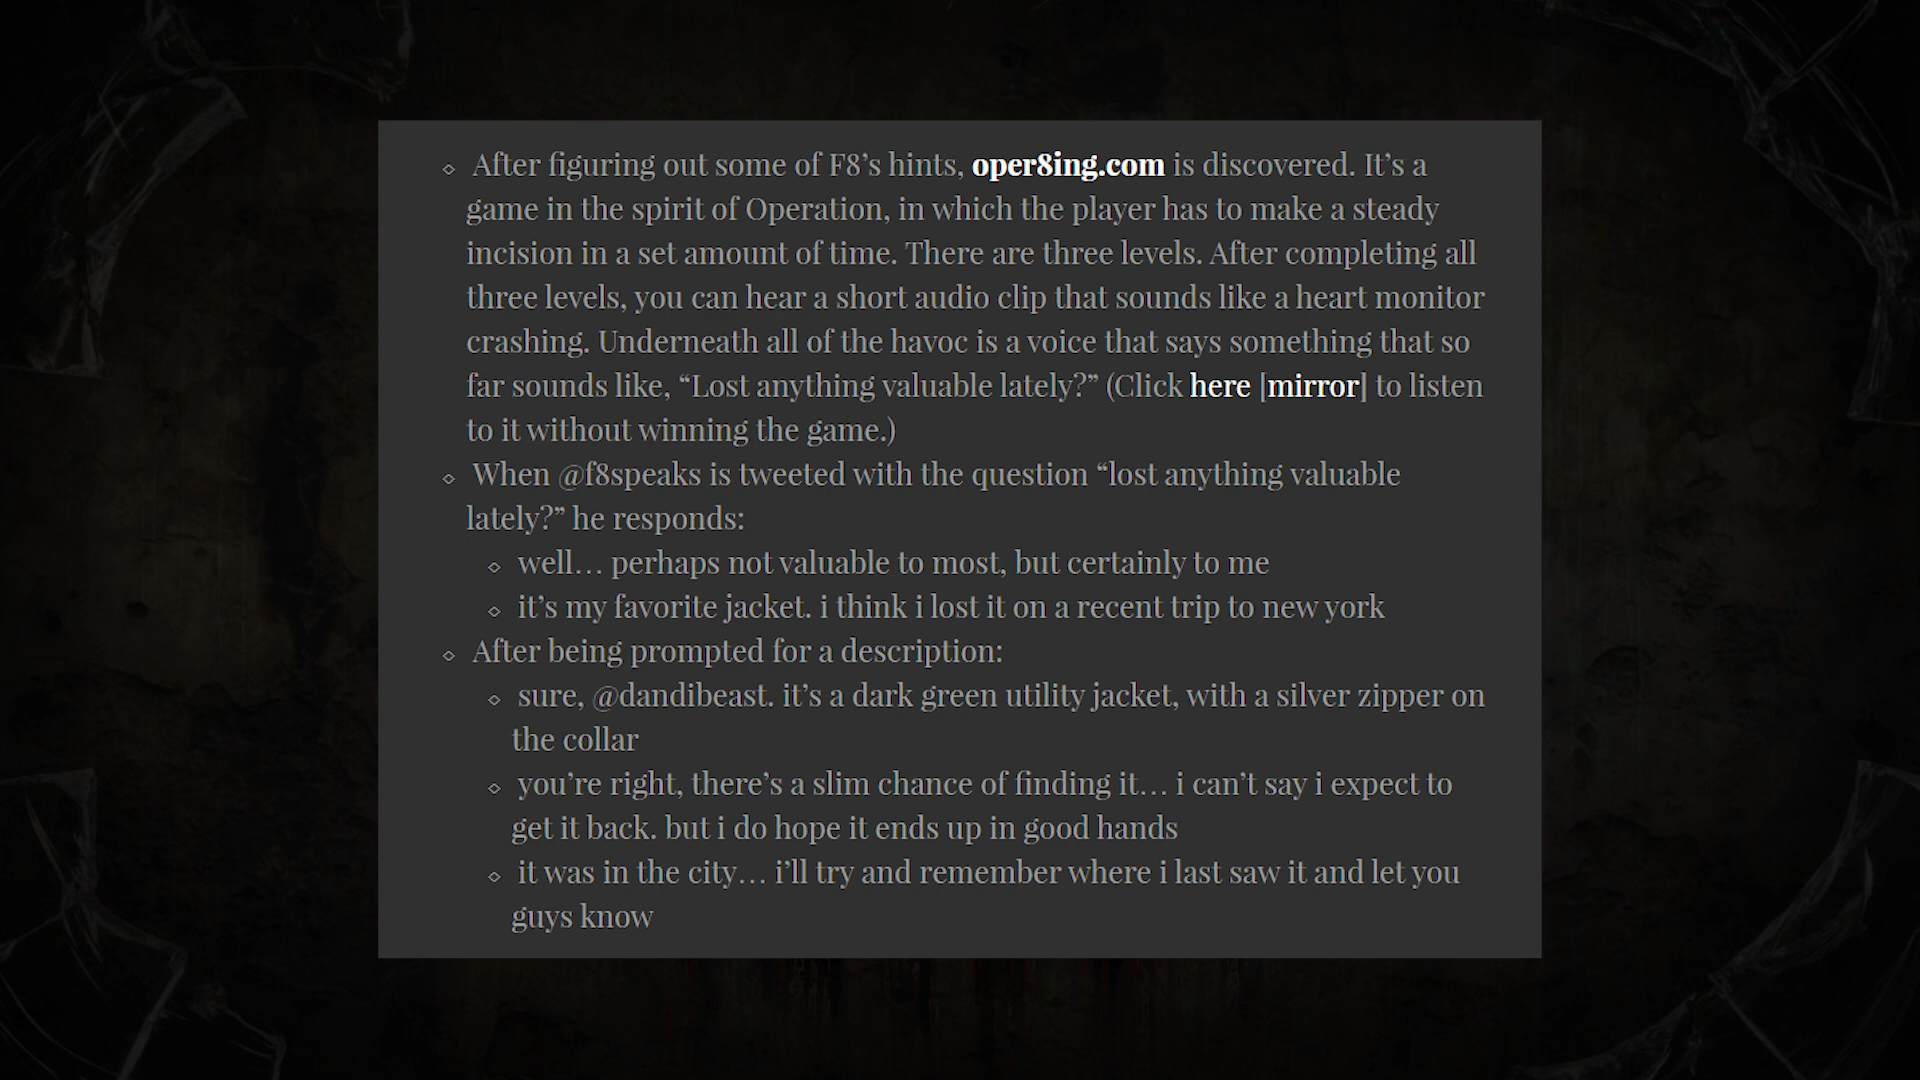 ⋄ After figuring out some of F8’s hints, oper8ing.com is discovered. It’s a
game in the spirit of Operation, in which the player has to make a steady
incision in a set amount of time. There are three levels. After completing all
three levels, you can hear a short audio clip that sounds like a heart monitor
crashing. Underneath all of the havoc is a voice that says something that so
far sounds like, “Lost anything valuable lately?” (Click here [mirror] to listen
to it without winning the game.)
⋄ When @f8speaks is tweeted with the question “lost anything valuable
lately?” he responds:
⋄ well… perhaps not valuable to most, but certainly to me
⋄ it’s my favorite jacket. i think i lost it on a recent trip to new york
⋄ After being prompted for a description:
⋄ sure, @dandibeast. it’s a dark green utility jacket, with a silver zipper on
the collar
⋄ you’re right, there’s a slim chance of finding it… i can’t say i expect to
get it back. but i do hope it ends up in good hands
⋄ it was in the city… i’ll try and remember where i last saw it and let you
guys know